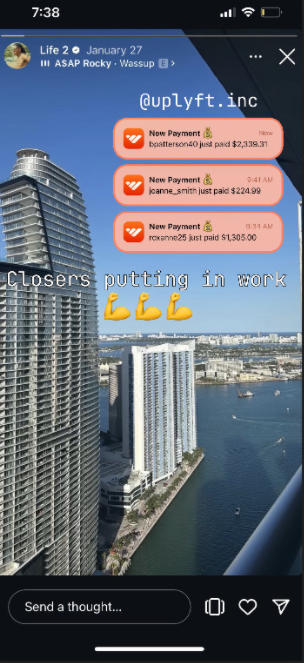 7:38
Life 2 January 27
A$AP Rocky · Wassup E >
@uplyft.inc
New Payment 💰 Now
bpatterson40 just paid $2,339.31
New Payment 💰 9:41 AM
joanne_smith just paid $224.99
New Payment 💰 9:34 AM
roxanne25 just paid $1,305.00
Closers putting in work
💪💪💪
Send a thought...